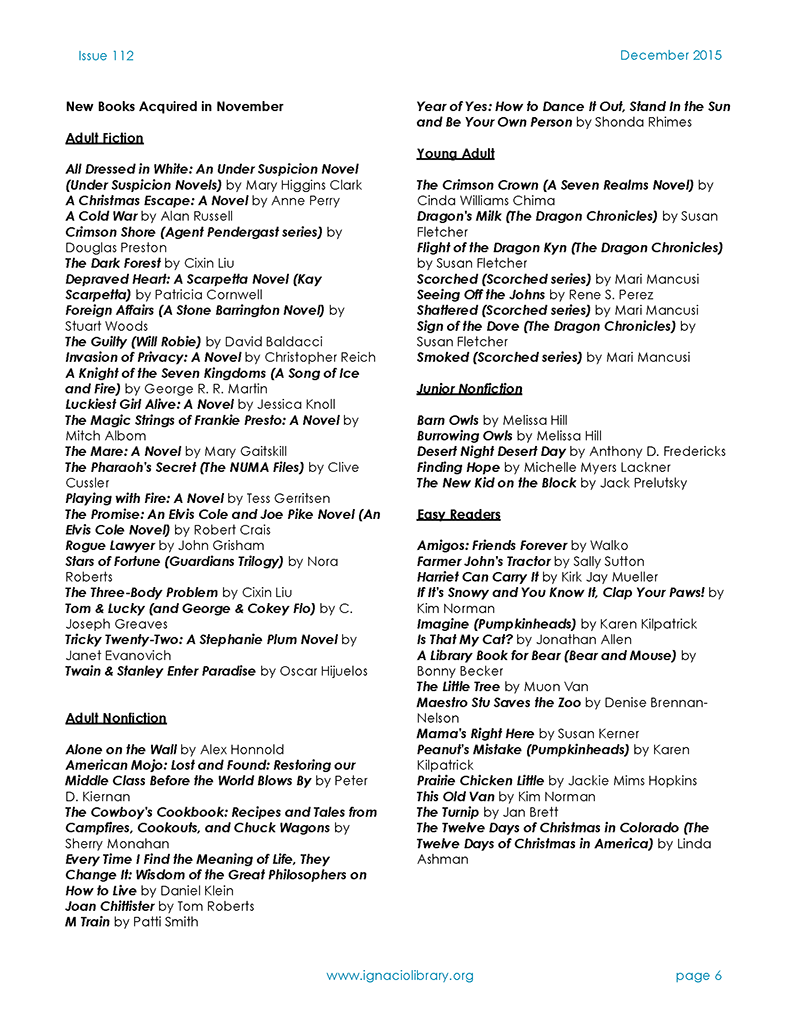 Issue 112
December 2015
New Books Acquired in November
Adult Fiction
All Dressed in White: An Under Suspicion Novel
(Under Suspicion Novels) by Mary Higgins Clark
A Christmas Escape: A Novel by Anne Perry
A Cold War by Alan Russell
Crimson Shore (Agent Pendergast series) by
Douglas Preston
The Dark Forest by Cixin Liu
Depraved Heart: A Scarpetta Novel (Kay
Scarpetta) by Patricia Cornwell
Foreign Affairs (A Stone Barrington Novel) by
Stuart Woods
The Guilty (Will Robie) by David Baldacci
Invasion of Privacy: A Novel by Christopher Reich
A Knight of the Seven Kingdoms (A Song of Ice
and Fire) by George R. R. Martin
Luckiest Girl Alive: A Novel by Jessica Knoll
The Magic Strings of Frankie Presto: A Novel by
Mitch Albom
The Mare: A Novel by Mary Gaitskill
The Pharaoh's Secret (The NUMA Files) by Clive
Cussler
Playing with Fire: A Novel by Tess Gerritsen
The Promise: An Elvis Cole and Joe Pike Novel (An
Elvis Cole Novel) by Robert Crais
Rogue Lawyer by John Grisham
Stars of Fortune (Guardians Trilogy) by Nora
Roberts
The Three-Body Problem by Cixin Liu
Tom & Lucky (and George & Cokey Flo) by C.
Joseph Greaves
Tricky Twenty-Two: A Stephanie Plum Novel by
Janet Evanovich
Twain & Stanley Enter Paradise by Oscar Hijuelos
Adult Nonfiction
Alone on the Wall by Alex Honnold
American Mojo: Lost and Found: Restoring our
Middle Class Before the World Blows By by Peter
D. Kiernan
The Cowboy's Cookbook: Recipes and Tales from
Campfires, Cookouts, and Chuck Wagons by
Sherry Monahan
Every Time I Find the Meaning of Life, They
Change It: Wisdom of the Great Philosophers on
How to Live by Daniel Klein
Joan Chittister by Tom Roberts
M Train by Patti Smith
Year of Yes: How to Dance It Out, Stand In the Sun
and Be Your Own Person by Shonda Rhimes
Young Adult
The Crimson Crown (A Seven Realms Novel) by
Cinda Williams Chima
Dragon's Milk (The Dragon Chronicles) by Susan
Fletcher
Flight of the Dragon Kyn (The Dragon Chronicles)
by Susan Fletcher
Scorched (Scorched series) by Mari Mancusi
Seeing Off the Johns by Rene S. Perez
Shattered (Scorched series) by Mari Mancusi
Sign of the Dove (The Dragon Chronicles) by
Susan Fletcher
Smoked (Scorched series) by Mari Mancusi
Junior Nonfiction
Barn Owls by Melissa Hill
Burrowing Owls by Melissa Hill
Desert Night Desert Day by Anthony D. Fredericks
Finding Hope by Michelle Myers Lackner
The New Kid on the Block by Jack Prelutsky
Easy Readers
Amigos: Friends Forever by Walko
Farmer John's Tractor by Sally Sutton
Harriet Can Carry It by Kirk Jay Mueller
If It's Snowy and You Know It, Clap Your Paws! by
Kim Norman
Imagine (Pumpkinheads) by Karen Kilpatrick
Is That My Cat? by Jonathan Allen
A Library Book for Bear (Bear and Mouse) by
Bonny Becker
The Little Tree by Muon Van
Maestro Stu Saves the Zoo by Denise Brennan-
Nelson
Mama's Right Here by Susan Kerner
Peanut's Mistake (Pumpkinheads) by Karen
Kilpatrick
Prairie Chicken Little by Jackie Mims Hopkins
This Old Van by Kim Norman
The Turnip by Jan Brett
The Twelve Days of Christmas in Colorado (The
Twelve Days of Christmas in America) by Linda
Ashman
www.ignaciolibrary.org
page 6